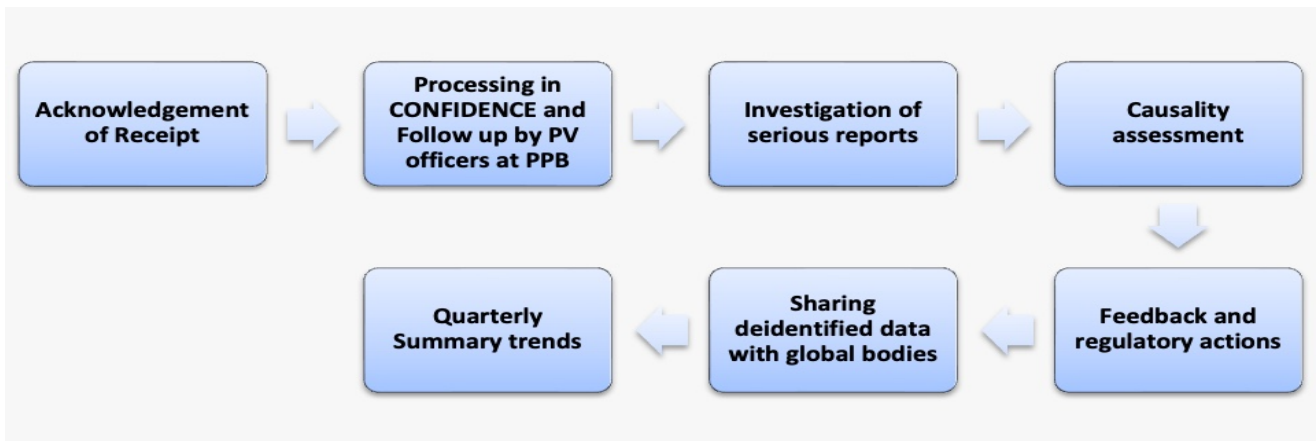 Acknowledgement
of Receipt
Processing in
CONFIDENCE and
Follow up by PV
officers at PPB
Investigation of
serious reports
Causality
assessment
Feedback and
regulatory actions
Sharing
deidentified data
with global bodies
Quarterly
Summary trends